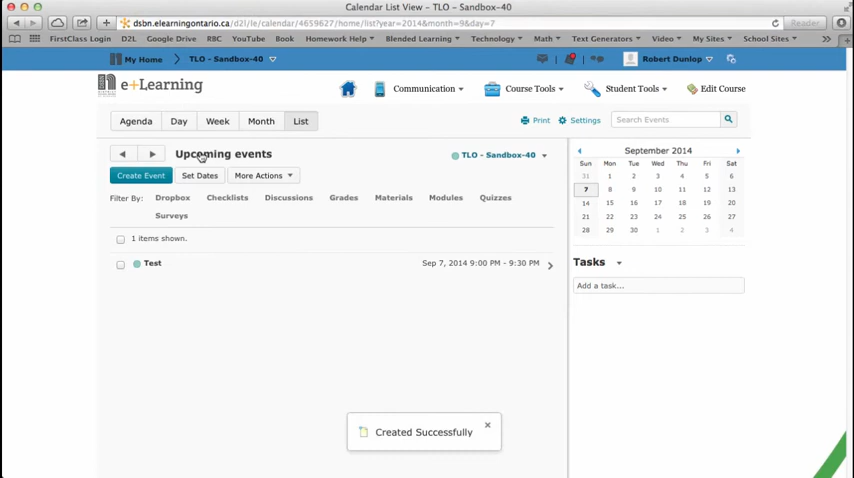 Calendar List View – TLO – Sandbox-40
dsbn.elearningontario.ca/d2l/le/calendar/4659627/home/list?year=2014&month=9&day=7
Reader
FirstClass Login D2L Google Drive RBC YouTube Book Homework Help Blended Learning Technology Math Text Generators Video My Sites School Sites
My Home TLO - Sandbox-40 Robert Dunlop
e+Learning Communication Course Tools Student Tools Edit Course
Agenda Day Week Month List Print Settings Search Events
Upcoming events TLO - Sandbox-40
Create Event Set Dates More Actions
Filter By: Dropbox Checklists Discussions Grades Materials Modules Quizzes
Surveys
1 items shown.
Test Sep 7, 2014 9:00 PM - 9:30 PM
Created Successfully
September 2014
Sun Mon Tue Wed Thu Fri Sat
31 1 2 3 4 5 6
7 8 9 10 11 12 13
14 15 16 17 18 19 20
21 22 23 24 25 26 27
28 29 30 1 2 3 4
Tasks
Add a task...